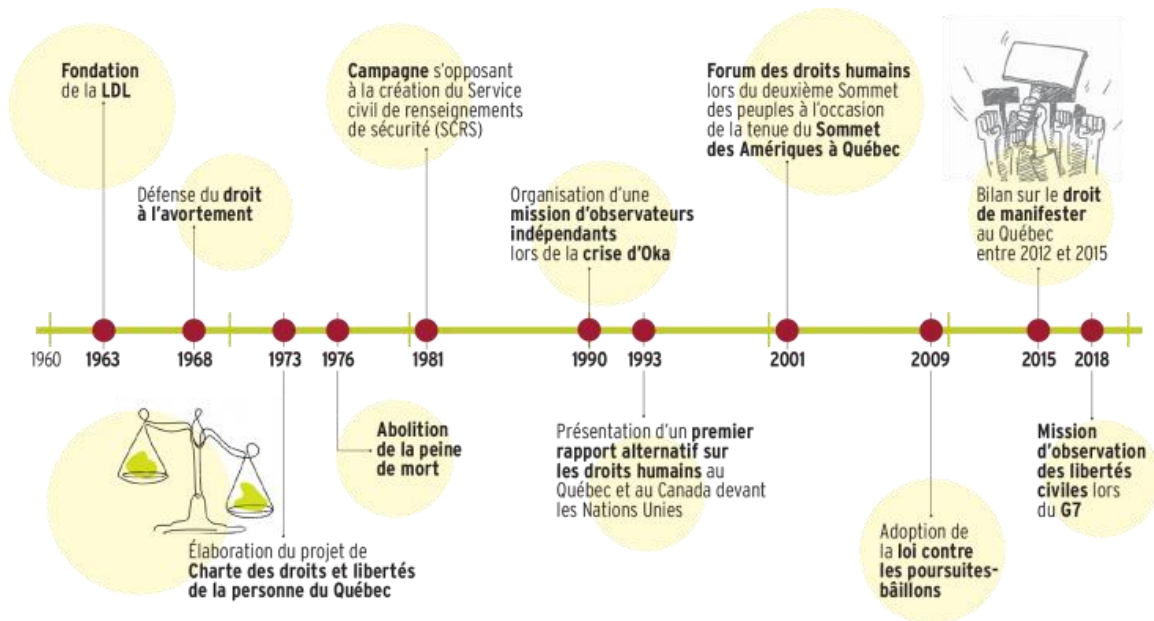 Fondation
de la LDL
Campagne s'opposant
à la création du Service
civil de renseignements
de sécurité (SCRS)
Forum des droits humains
lors du deuxième Sommet
des peuples à l'occasion
de la tenue du Sommet
des Amériques à Québec
Défense du droit
à l'avortement
Organisation d'une
mission d'observateurs
indépendants
lors de la crise d'Oka
Bilan sur le droit
de manifester
au Québec
entre 2012 et 2015
1960 1963 1968 1973 1976 1981 1990 1993 2001 2009 2015 2018
Abolition
de la peine
de mort
Présentation d'un premier
rapport alternatif sur
les droits humains au
Québec et au Canada devant
les Nations Unies
Mission
d'observation
des libertés
civiles lors
du G7
Élaboration du projet de
Charte des droits et libertés
de la personne du Québec
Adoption de
la loi contre
les poursuites-
bâillons